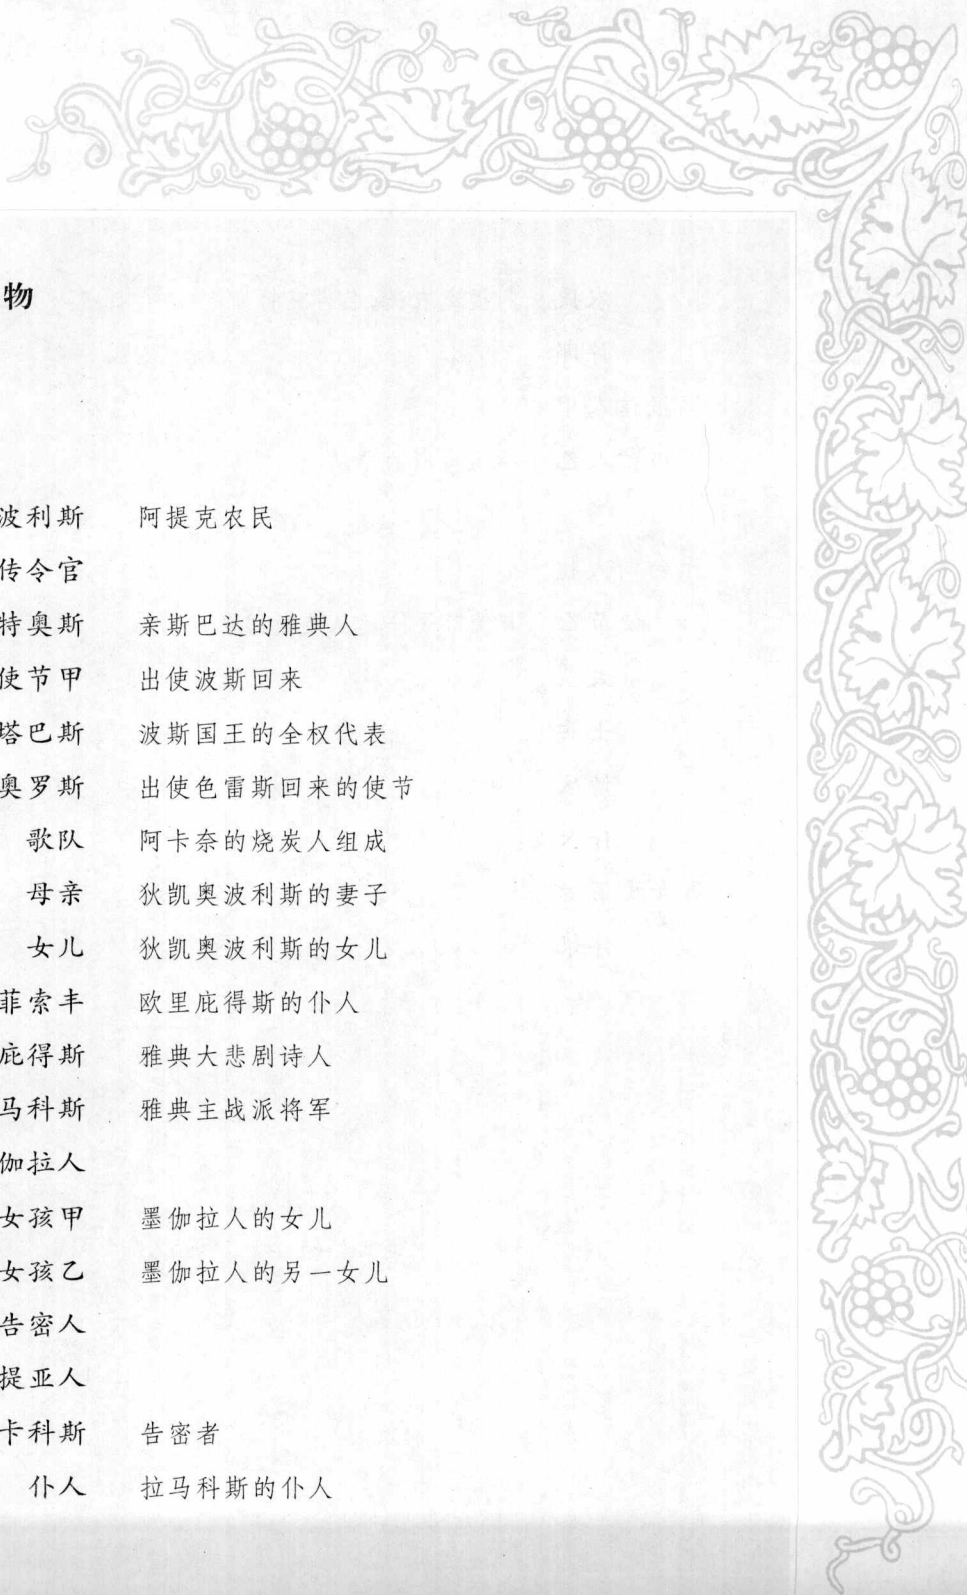 物
波利斯 阿提克农民
传令官
特奥斯 亲斯巴达的雅典人
使节甲 出使波斯回来
塔巴斯 波斯国王的全权代表
奥罗斯 出使色雷斯回来的使节
歌队 阿卡奈的烧炭人组成
母亲 狄凯奥波利斯的妻子
女儿 狄凯奥波利斯的女儿
菲索丰 欧里庇得斯的仆人
庇得斯 雅典大悲剧诗人
马科斯 雅典主战派将军
伽拉人
女孩甲 墨伽拉人的女儿
女孩乙 墨伽拉人的另一女儿
告密人
提亚人
卡科斯 告密者
仆人 拉马科斯的仆人